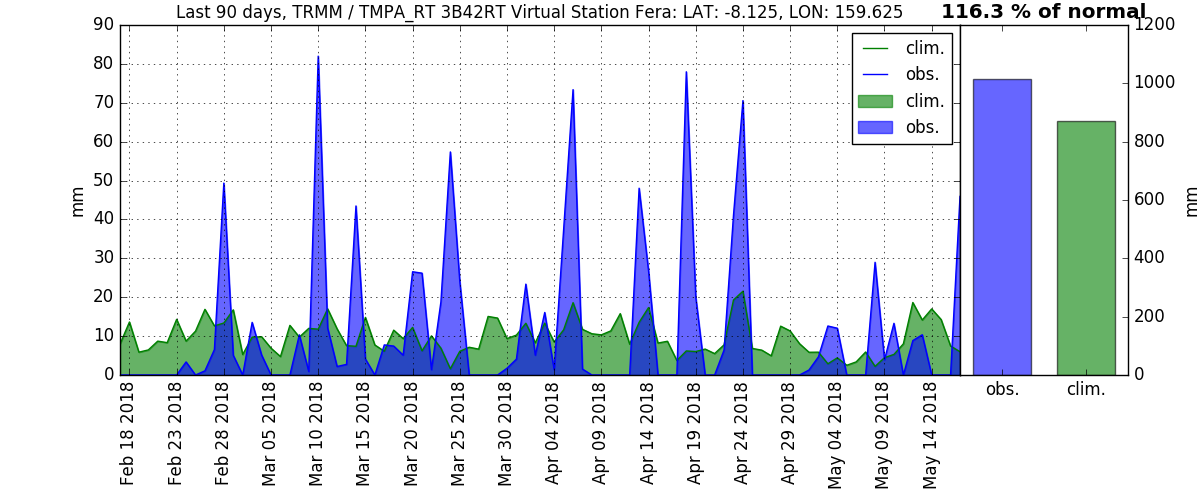 Last 90 days, TRMM / TMPA_RT 3B42RT Virtual Station Fera: LAT: -8.125, LON: 159.625
116.3 % of normal
90
80
70
60
50
40
30
20
10
0
mm
clim.
obs.
clim.
obs.
1200
1000
800
600
400
200
0
mm
obs.
clim.
Feb 18 2018
Feb 23 2018
Feb 28 2018
Mar 05 2018
Mar 10 2018
Mar 15 2018
Mar 20 2018
Mar 25 2018
Mar 30 2018
Apr 04 2018
Apr 09 2018
Apr 14 2018
Apr 19 2018
Apr 24 2018
Apr 29 2018
May 04 2018
May 09 2018
May 14 2018